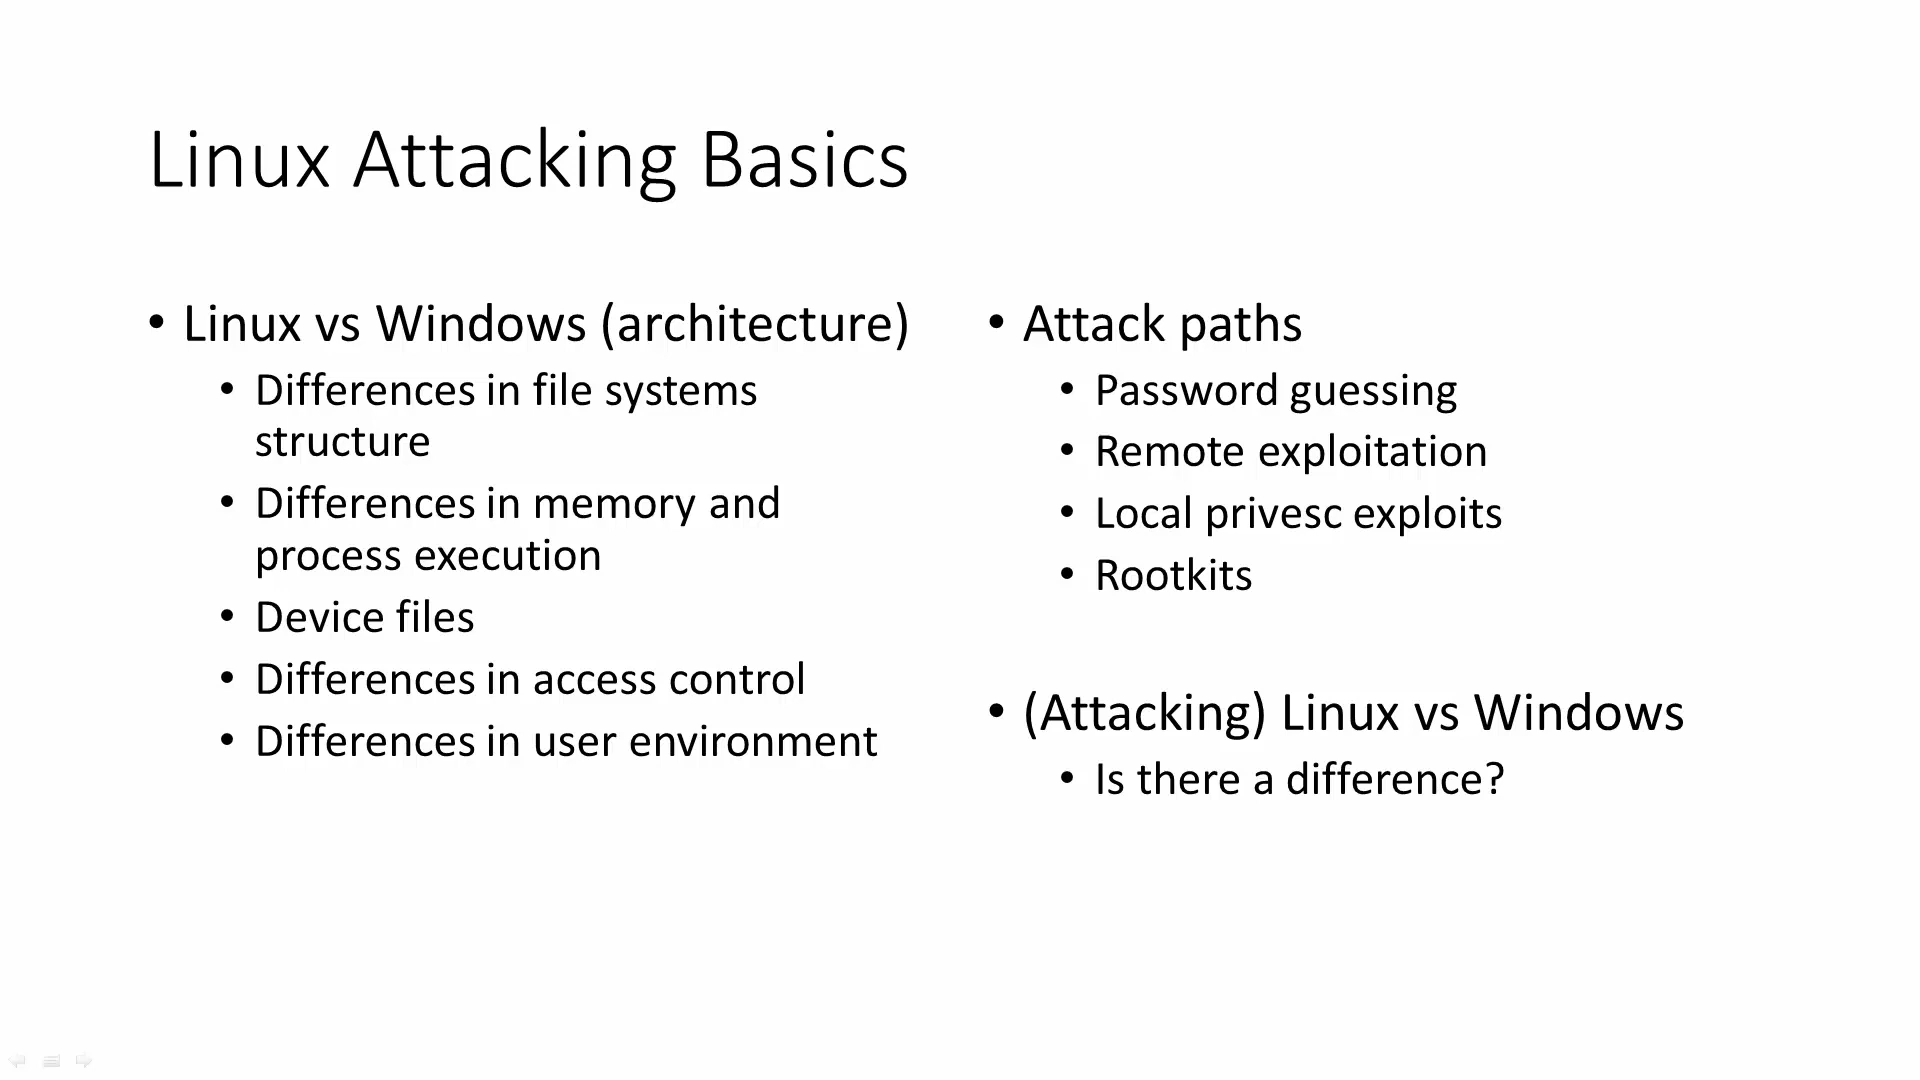 Linux Attacking Basics
• Linux vs Windows (architecture)
• Differences in file systems
structure
• Differences in memory and
process execution
• Device files
• Differences in access control
• Differences in user environment
• Attack paths
• Password guessing
• Remote exploitation
• Local privesc exploits
• Rootkits
• (Attacking) Linux vs Windows
• Is there a difference?